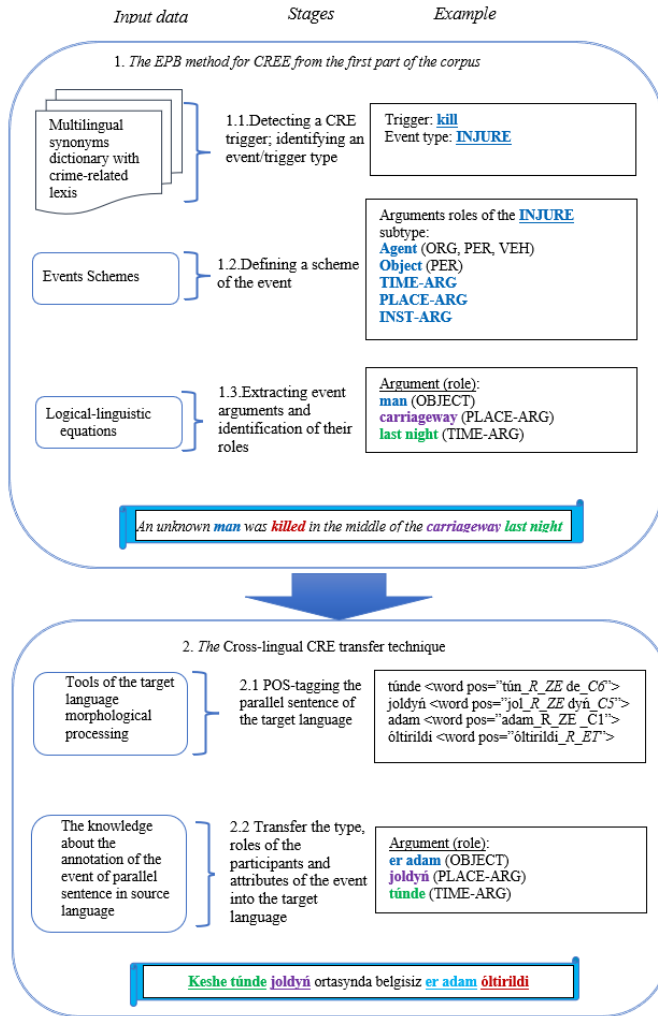 Input data Stages Example
1. The EPB method for CREE from the first part of the corpus
Multilingual
synonyms
dictionary with
crime-related
lexis
1.1.Detecting a CRE
trigger; identifying an
event/trigger type
Trigger: kill
Event type: INJURE
Events Schemes
1.2.Defining a scheme
of the event
Arguments roles of the INJURE
subtype:
Agent (ORG, PER, VEH)
Object (PER)
TIME-ARG
PLACE-ARG
INST-ARG
Logical-linguistic
equations
1.3.Extracting event
arguments and
identification of their
roles
Argument (role):
man (OBJECT)
carriageway (PLACE-ARG)
last night (TIME-ARG)
An unknown man was killed in the middle of the carriageway last night
2. The Cross-lingual CRE transfer technique
Tools of the target
language
morphological
processing
2.1 POS-tagging the
parallel sentence of
the target language
túnde <word pos=”tún_R_ZE de_C6”>
joldyń <word pos=”jol_R_ZE dyń_C5”>
adam <word pos=”adam_R_ZE _C1”>
óltirildi <word pos=”óltirildi_R_ET”>
The knowledge
about the
annotation of the
event of parallel
sentence in source
language
2.2 Transfer the type,
roles of the
participants and
attributes of the event
into the target
language
Argument (role):
er adam (OBJECT)
joldyń (PLACE-ARG)
túnde (TIME-ARG)
Keshe túnde joldyń ortasynda belgisiz er adam óltirildi